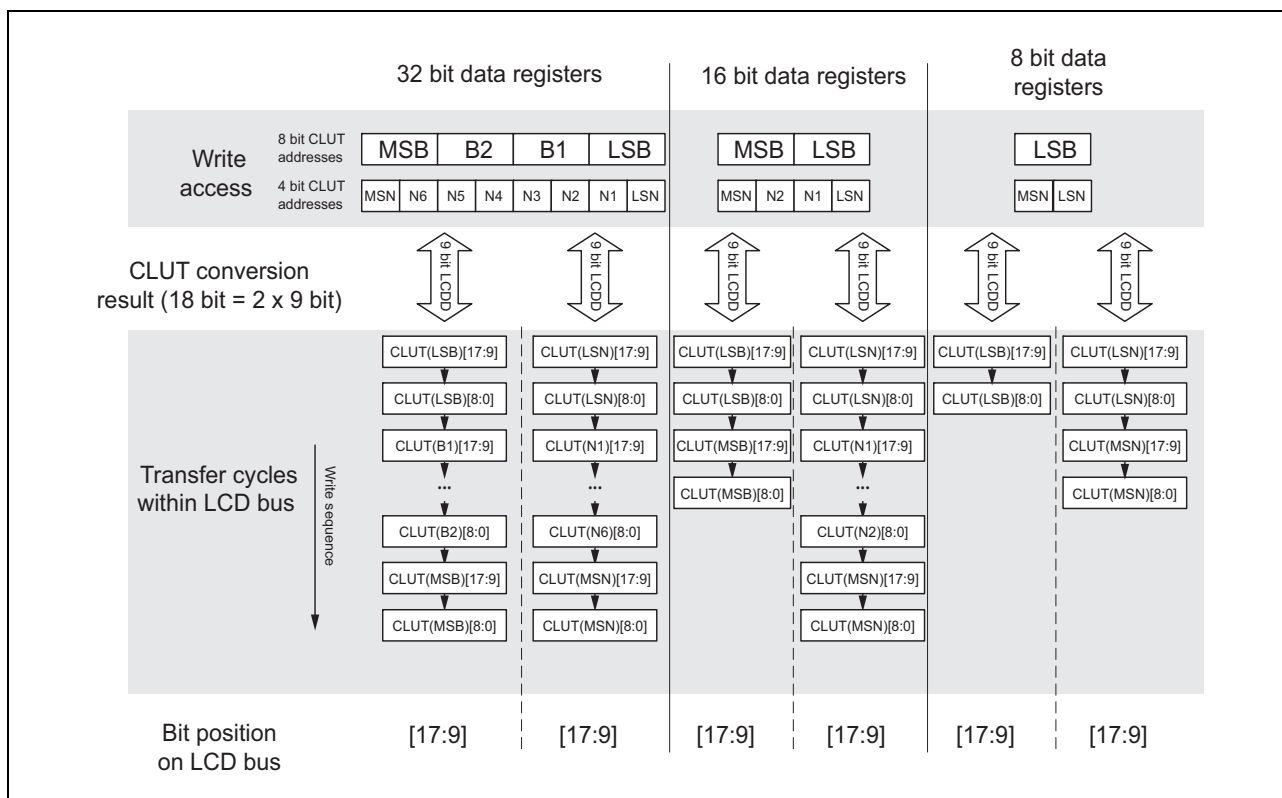 32 bit data registers
16 bit data registers
8 bit data
registers
Write
access
8 bit CLUT
addresses
MSB B2 B1 LSB
MSB LSB
LSB
4 bit CLUT
addresses
MSN N6 N5 N4 N3 N2 N1 LSN
MSN N2 N1 LSN
MSN LSN
CLUT conversion
result (18 bit = 2 x 9 bit)
9 bit LCDD
9 bit LCDD
9 bit LCDD
9 bit LCDD
9 bit LCDD
9 bit LCDD
Transfer cycles
within LCD bus
Write sequence
CLUT(LSB)[17:9]
CLUT(LSB)[8:0]
CLUT(B1)[17:9]
...
CLUT(B2)[8:0]
CLUT(MSB)[17:9]
CLUT(MSB)[8:0]
CLUT(LSN)[17:9]
CLUT(LSN)[8:0]
CLUT(N1)[17:9]
...
CLUT(N6)[8:0]
CLUT(MSN)[17:9]
CLUT(MSN)[8:0]
CLUT(LSB)[17:9]
CLUT(LSB)[8:0]
CLUT(MSB)[17:9]
CLUT(MSB)[8:0]
CLUT(LSN)[17:9]
CLUT(LSN)[8:0]
CLUT(N1)[17:9]
...
CLUT(N2)[8:0]
CLUT(MSN)[17:9]
CLUT(MSN)[8:0]
CLUT(LSB)[17:9]
CLUT(LSB)[8:0]
CLUT(LSN)[17:9]
CLUT(LSN)[8:0]
CLUT(MSN)[17:9]
CLUT(MSN)[8:0]
Bit position
on LCD bus
[17:9] [17:9] [17:9] [17:9] [17:9] [17:9]